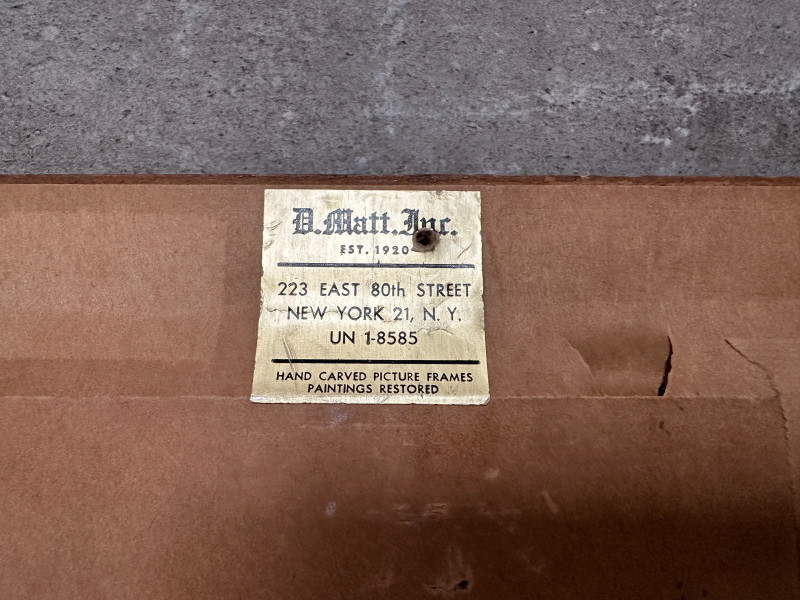 D. Matt. Inc.
EST. 1920
223 EAST 80th STREET
NEW YORK 21, N. Y.
UN 1-8585
HAND CARVED PICTURE FRAMES
PAINTINGS RESTORED